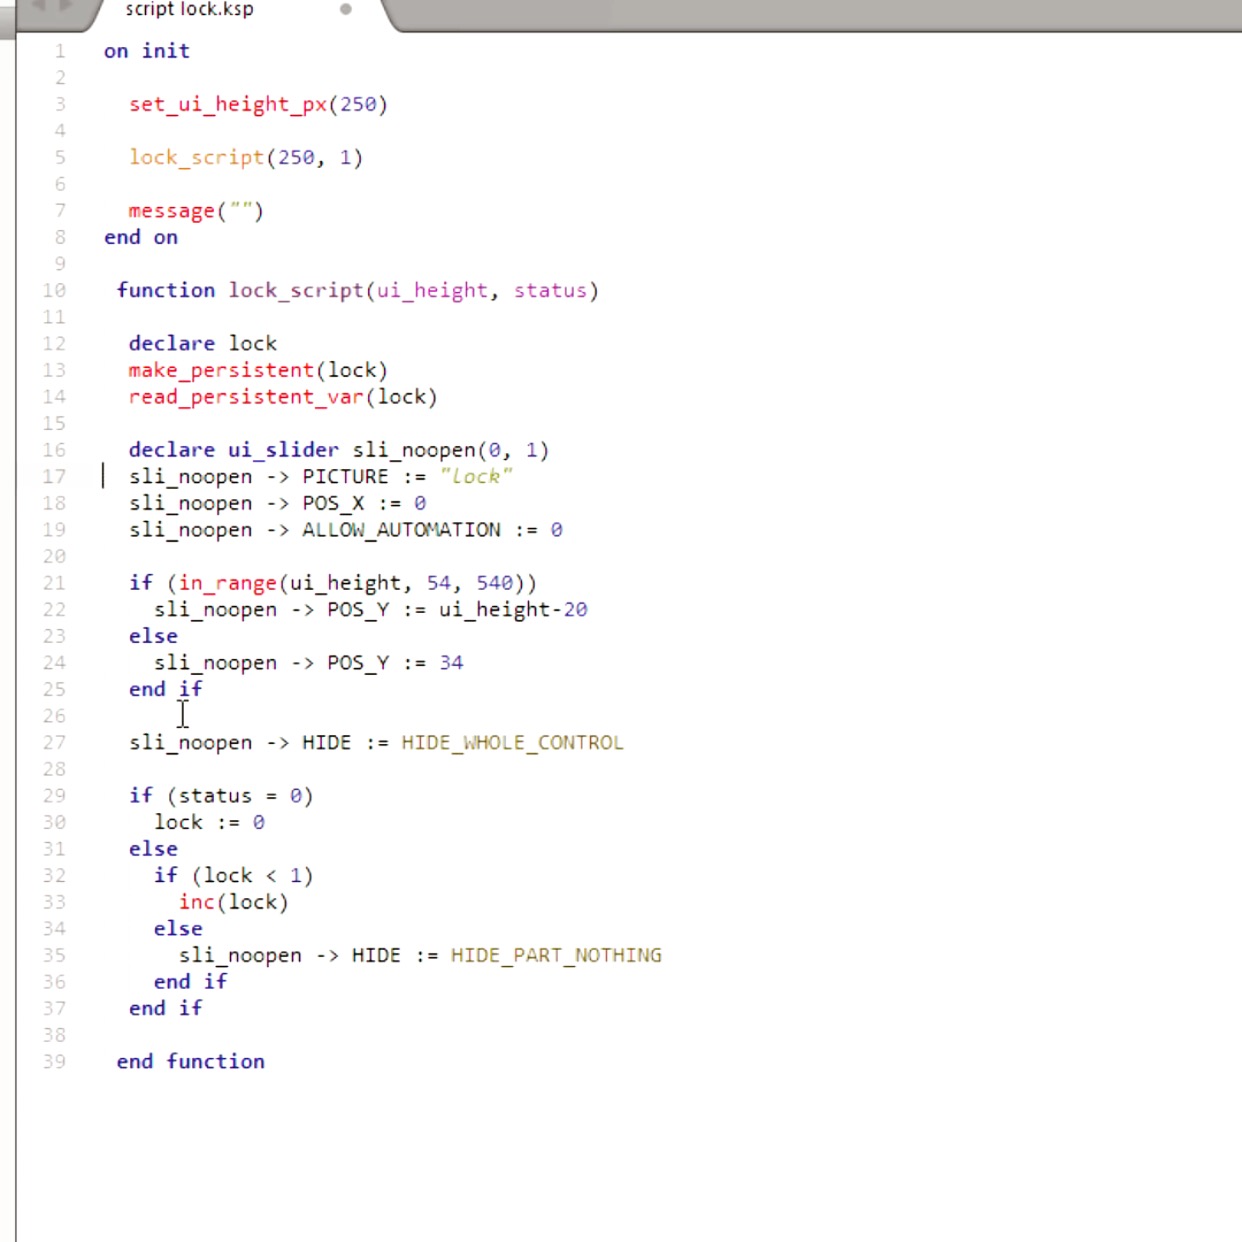 script lock.ksp
1 on init
2
3 set_ui_height_px(250)
4
5 lock_script(250, 1)
6
7 message("")
8 end on
9
10 function lock_script(ui_height, status)
11
12 declare lock
13 make_persistent(lock)
14 read_persistent_var(lock)
15
16 declare ui_slider sli_noopen(0, 1)
17 sli_noopen -> PICTURE := "lock"
18 sli_noopen -> POS_X := 0
19 sli_noopen -> ALLOW_AUTOMATION := 0
20
21 if (in_range(ui_height, 54, 540))
22 sli_noopen -> POS_Y := ui_height-20
23 else
24 sli_noopen -> POS_Y := 34
25 end if
26
27 sli_noopen -> HIDE := HIDE_WHOLE_CONTROL
28
29 if (status = 0)
30 lock := 0
31 else
32 if (lock < 1)
33 inc(lock)
34 else
35 sli_noopen -> HIDE := HIDE_PART_NOTHING
36 end if
37 end if
38
39 end function